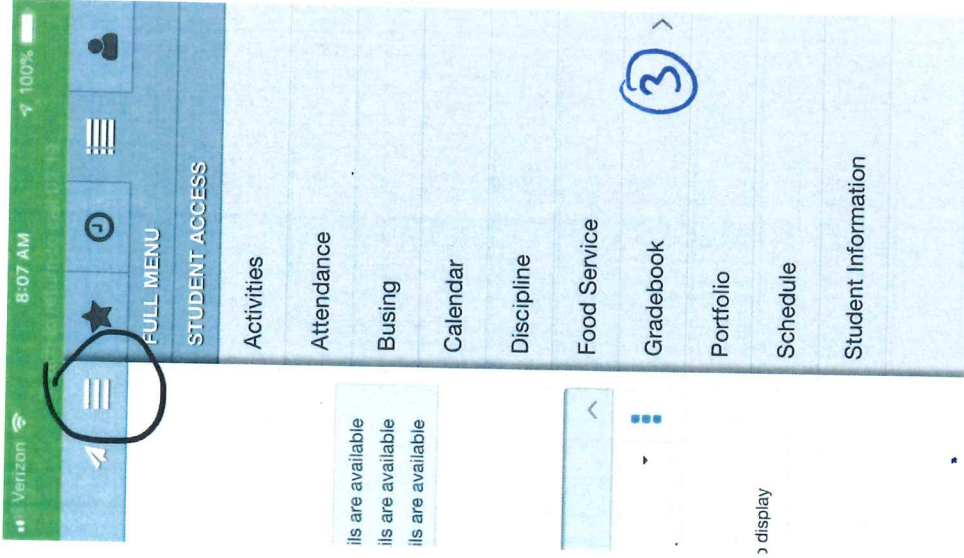 Verizon 8:07 AM 100%
FULL MENU
STUDENT ACCESS
ils are available
ils are available
ils are available
Activities
Attendance
Busing
Calendar
Discipline
Food Service
Gradebook
3
Portfolio
Schedule
Student Information
o display